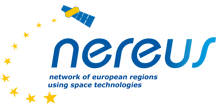 nereus
network of european regions
using space technologies